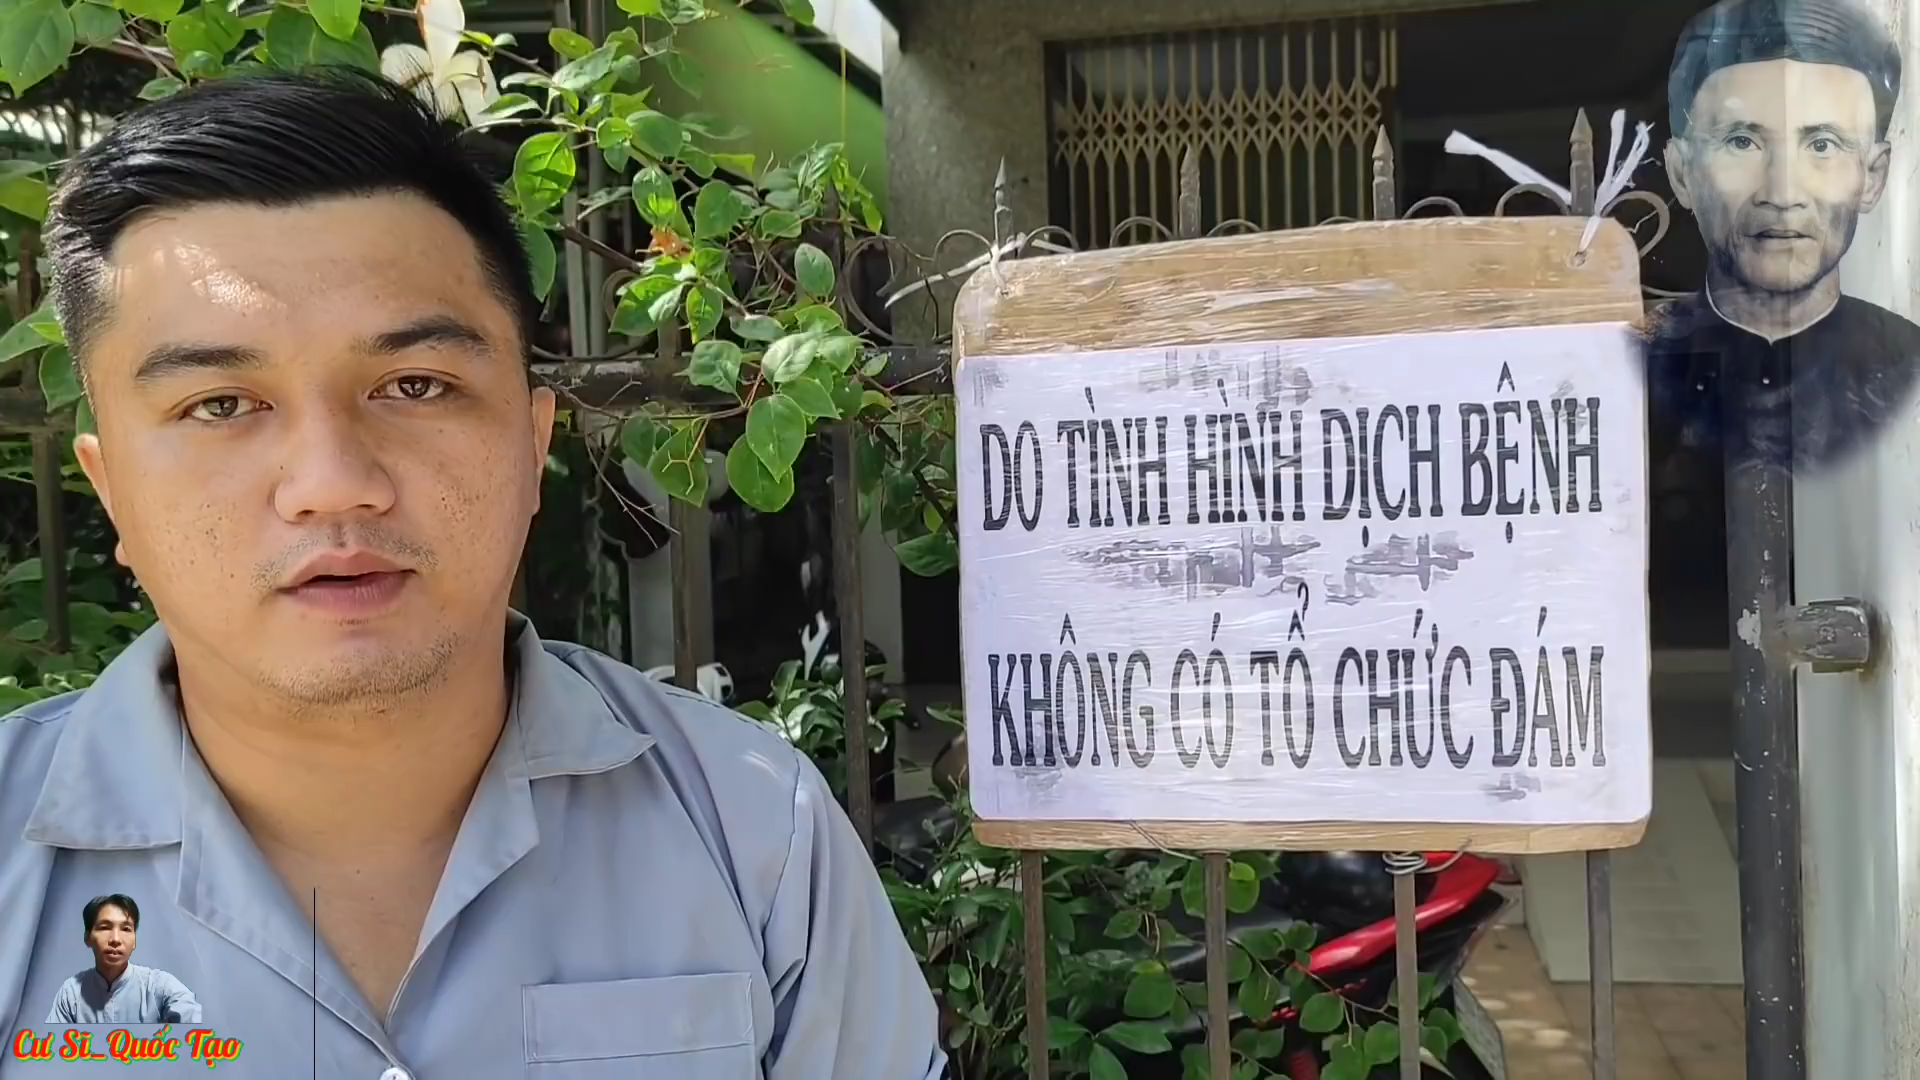 DO TÌNH HÌNH DỊCH BỆNH
KHÔNG CÓ TỔ CHỨC ĐÁM
Cư Sĩ_Quốc Tạo